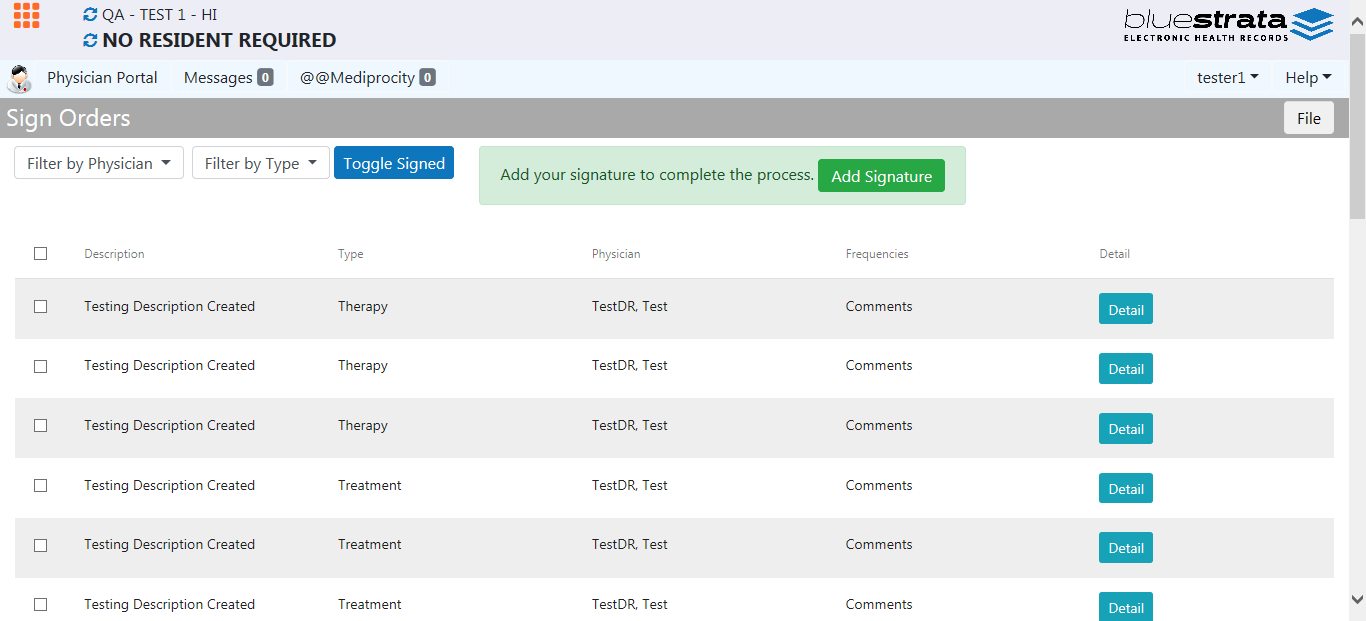 QA - TEST 1 - HI
NO RESIDENT REQUIRED
bluestrata
ELECTRONIC HEALTH RECORDS
Physician Portal Messages 0 @@Mediprocity 0 tester1 Help
Sign Orders File
Filter by Physician Filter by Type Toggle Signed Add your signature to complete the process. Add Signature
Description Type Physician Frequencies Detail
Testing Description Created Therapy TestDR, Test Comments Detail
Testing Description Created Therapy TestDR, Test Comments Detail
Testing Description Created Therapy TestDR, Test Comments Detail
Testing Description Created Treatment TestDR, Test Comments Detail
Testing Description Created Treatment TestDR, Test Comments Detail
Testing Description Created Treatment TestDR, Test Comments Detail